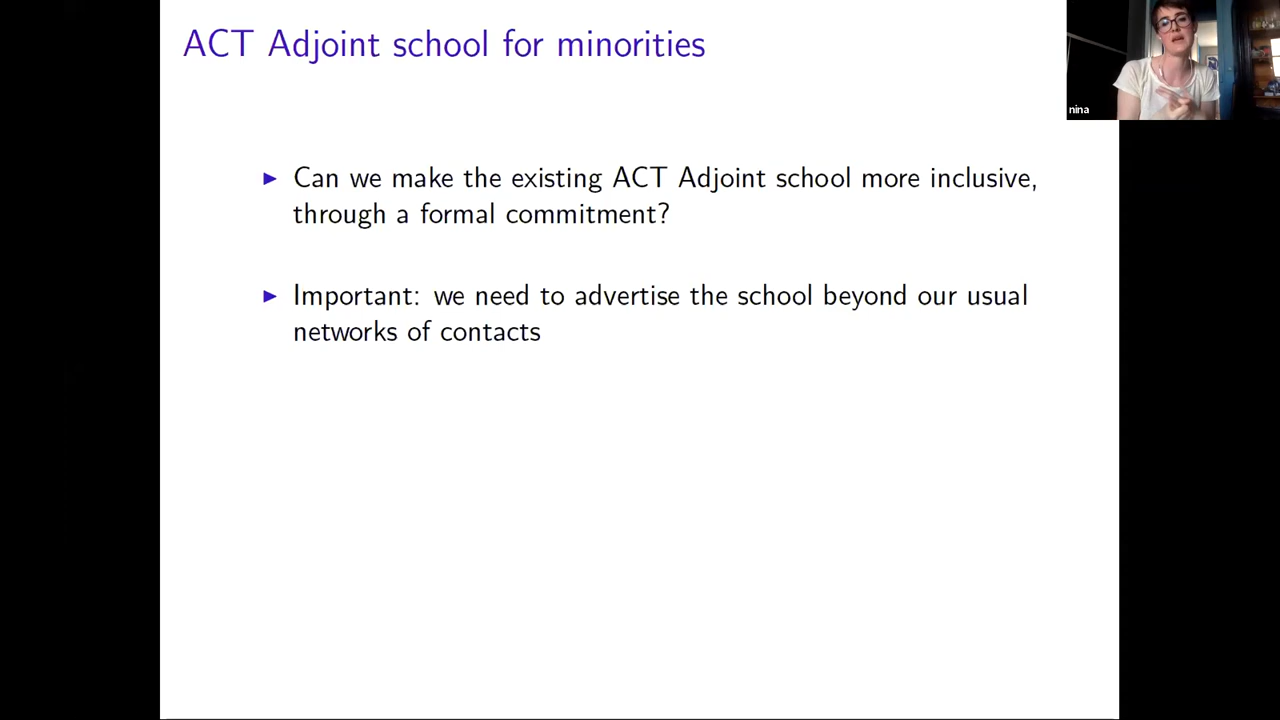 ACT Adjoint school for minorities
nina
Can we make the existing ACT Adjoint school more inclusive,
through a formal commitment?
Important: we need to advertise the school beyond our usual
networks of contacts